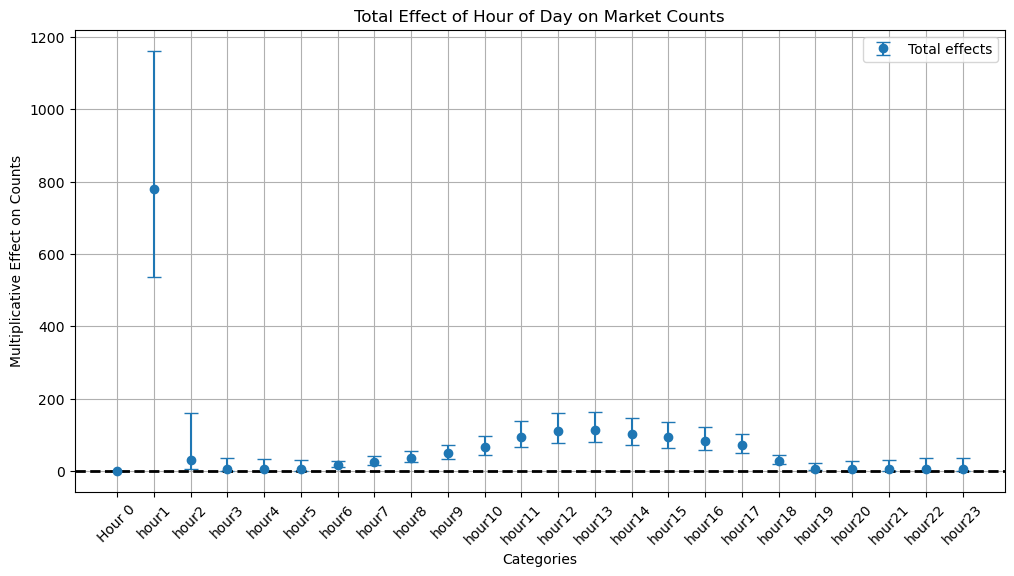 Total Effect of Hour of Day on Market Counts
Total effects
Multiplicative Effect on Counts
1200
1000
800
600
400
200
0
Hour 0
hour1
hour2
hour3
hour4
hour5
hour6
hour7
hour8
hour9
hour10
hour11
hour12
hour13
hour14
hour15
hour16
hour17
hour18
hour19
hour20
hour21
hour22
hour23
Categories